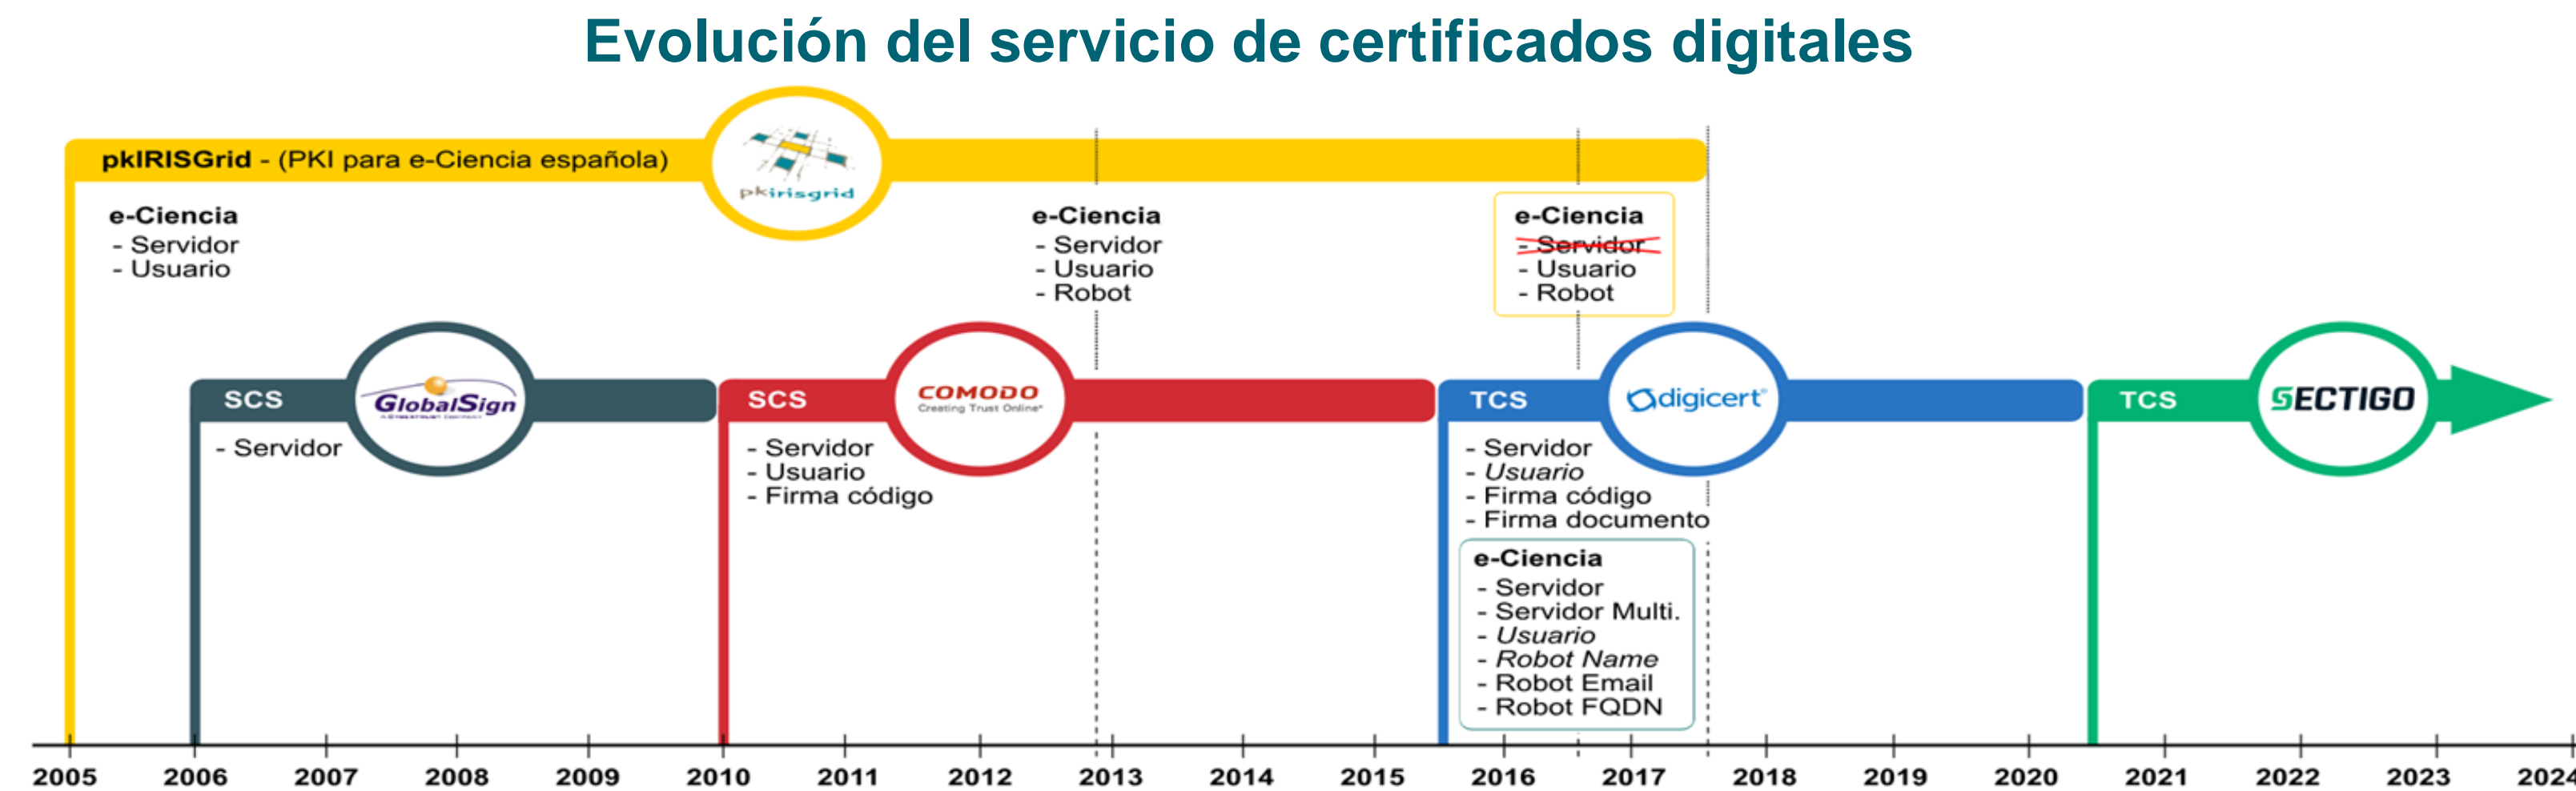 Evolución del servicio de certificados digitales
pkIRISGrid - (PKI para e-Ciencia española)
pkirisgrid
e-Ciencia
- Servidor
- Usuario
e-Ciencia
- Servidor
- Usuario
- Robot
e-Ciencia
- Servidor
- Usuario
- Robot
SCS
GlobalSign
- Servidor
SCS
COMODO
Creating Trust Online®
- Servidor
- Usuario
- Firma código
TCS
digicert®
- Servidor
- Usuario
- Firma código
- Firma documento
e-Ciencia
- Servidor
- Servidor Multi.
- Usuario
- Robot Name
- Robot Email
- Robot FQDN
TCS
SECTIGO
2005 2006 2007 2008 2009 2010 2011 2012 2013 2014 2015 2016 2017 2018 2019 2020 2021 2022 2023 2024